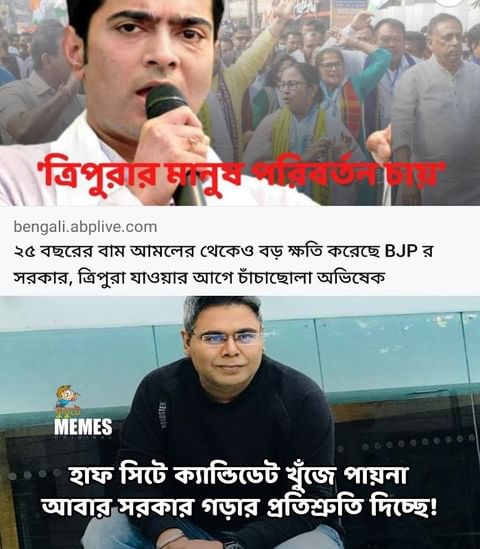 'ত্রিপুরার মানুষ পরিবর্তন চায়'
bengali.abplive.com
২৫ বছরের বাম আমলের থেকেও বড় ক্ষতি করেছে BJP র
সরকার, ত্রিপুরা যাওয়ার আগে চাঁচাছোলা অভিষেক
MEMES
হাফ সিটে ক্যান্ডিডেট খুঁজে পায়না
আবার সরকার গড়ার প্রতিশ্রুতি দিচ্ছে!